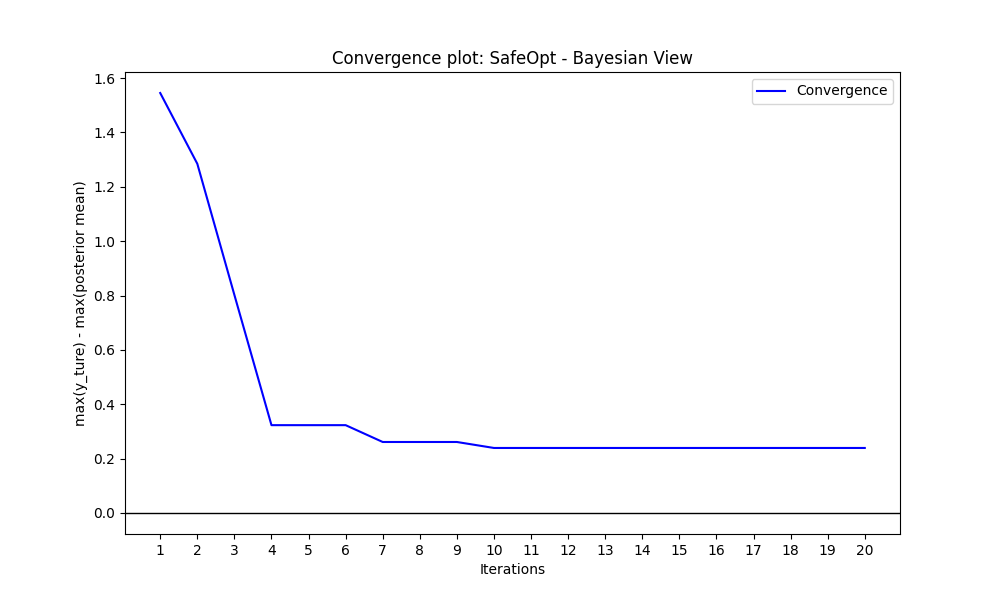 Convergence plot: SafeOpt - Bayesian View
Convergence
max(y_ture) - max(posterior mean)
1.6
1.4
1.2
1.0
0.8
0.6
0.4
0.2
0.0
1 2 3 4 5 6 7 8 9 10 11 12 13 14 15 16 17 18 19 20
Iterations